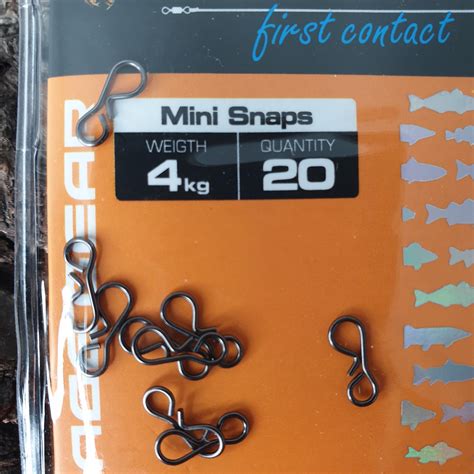 first contact
Mini Snaps
WEIGTH QUANTITY
4kg 20